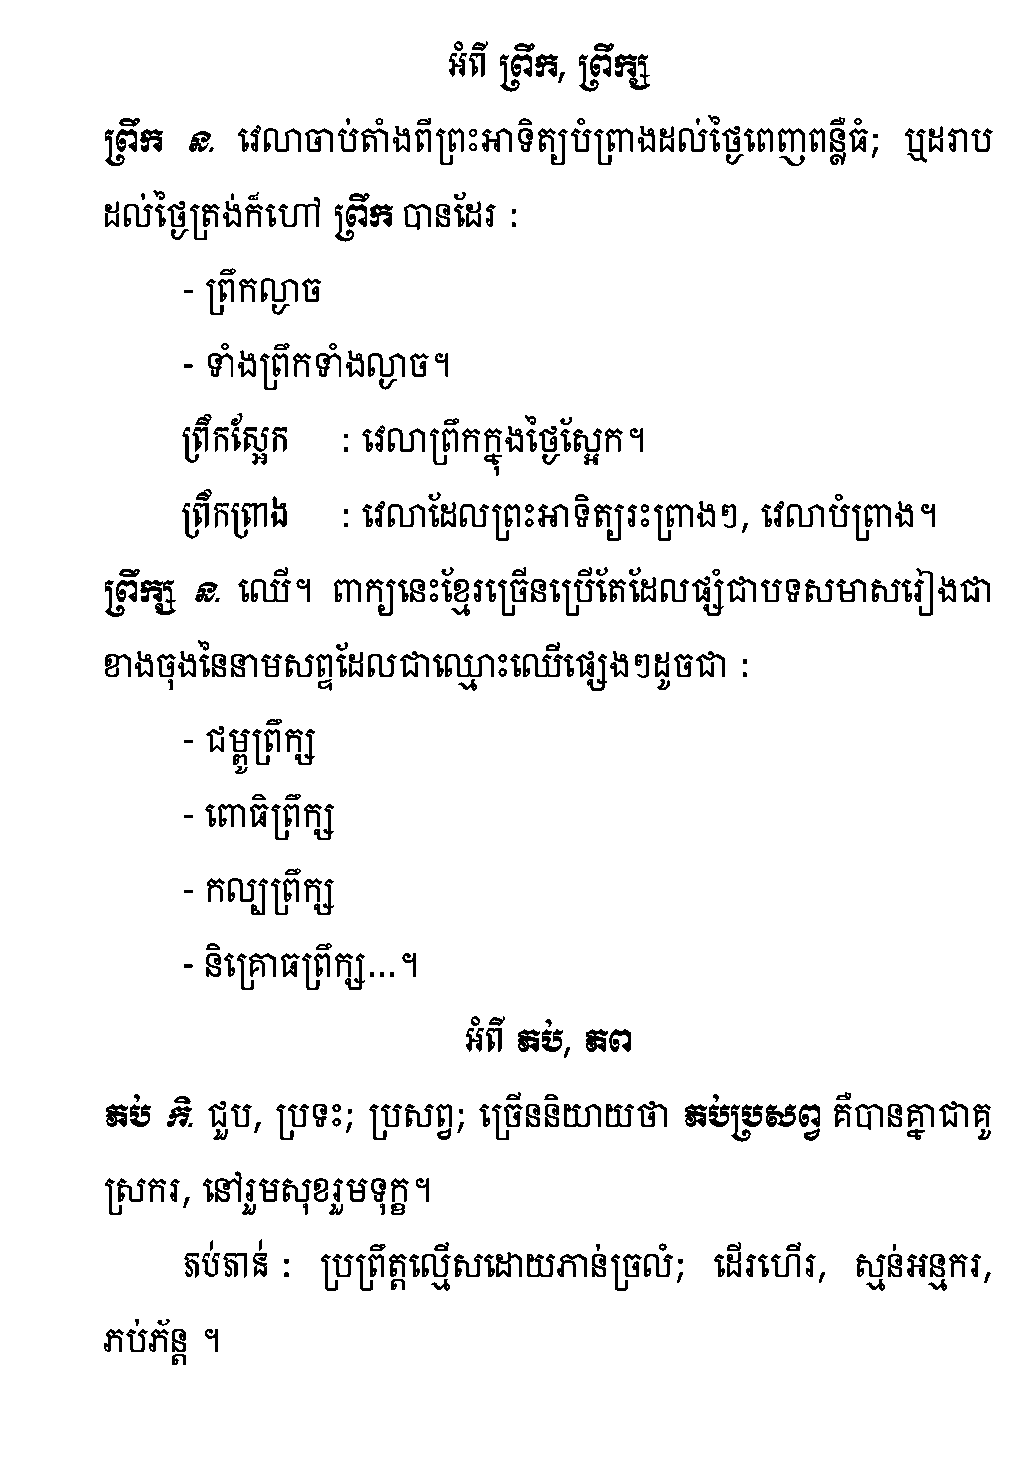 អំពី ព្រឹក, ព្រឹក្ស
ព្រឹក ន. វេលាចាប់តាំងពីព្រះអាទិត្យបំព្រាងដល់ថ្ងៃពេញពន្លឺធំ; ឬដរាប
ដល់ថ្ងៃត្រង់ក៏ហៅ ព្រឹក បានដែរ :
- ព្រឹកល្ងាច
- ទាំងព្រឹកទាំងល្ងាច។
ព្រឹកស្អែក : វេលាព្រឹកក្នុងថ្ងៃស្អែក។
ព្រឹកព្រាង : វេលាដែលព្រះអាទិត្យរះព្រាងៗ, វេលាបំព្រាង។
ព្រឹក្ស ន. ឈើ។ ពាក្យនេះខ្មែរច្រើនប្រើតែដែលផ្សំជាបទសមាសរៀងជា
ខាងចុងនៃនាមសព្ទដែលជាឈ្មោះឈើផ្សេងៗដូចជា :
- ជម្ពូព្រឹក្ស
- ពោធិព្រឹក្ស
- កល្បព្រឹក្ស
- និគ្រោធព្រឹក្ស...។
អំពី ភប់, ភព
ភប់ កិ. ជួប, ប្រទះ; ប្រសព្វ; ច្រើននិយាយថា ភប់ប្រសព្វ គឺបានគ្នាជាគូ
ស្រករ, នៅរួមសុខរួមទុក្ខ។
ភប់ភាន់ : ប្រព្រឹត្តល្មើសដោយភាន់ច្រលំ; ដើរហើរ, ស្មន់អន្មករ,
ភប់ភ័ន្ត ។